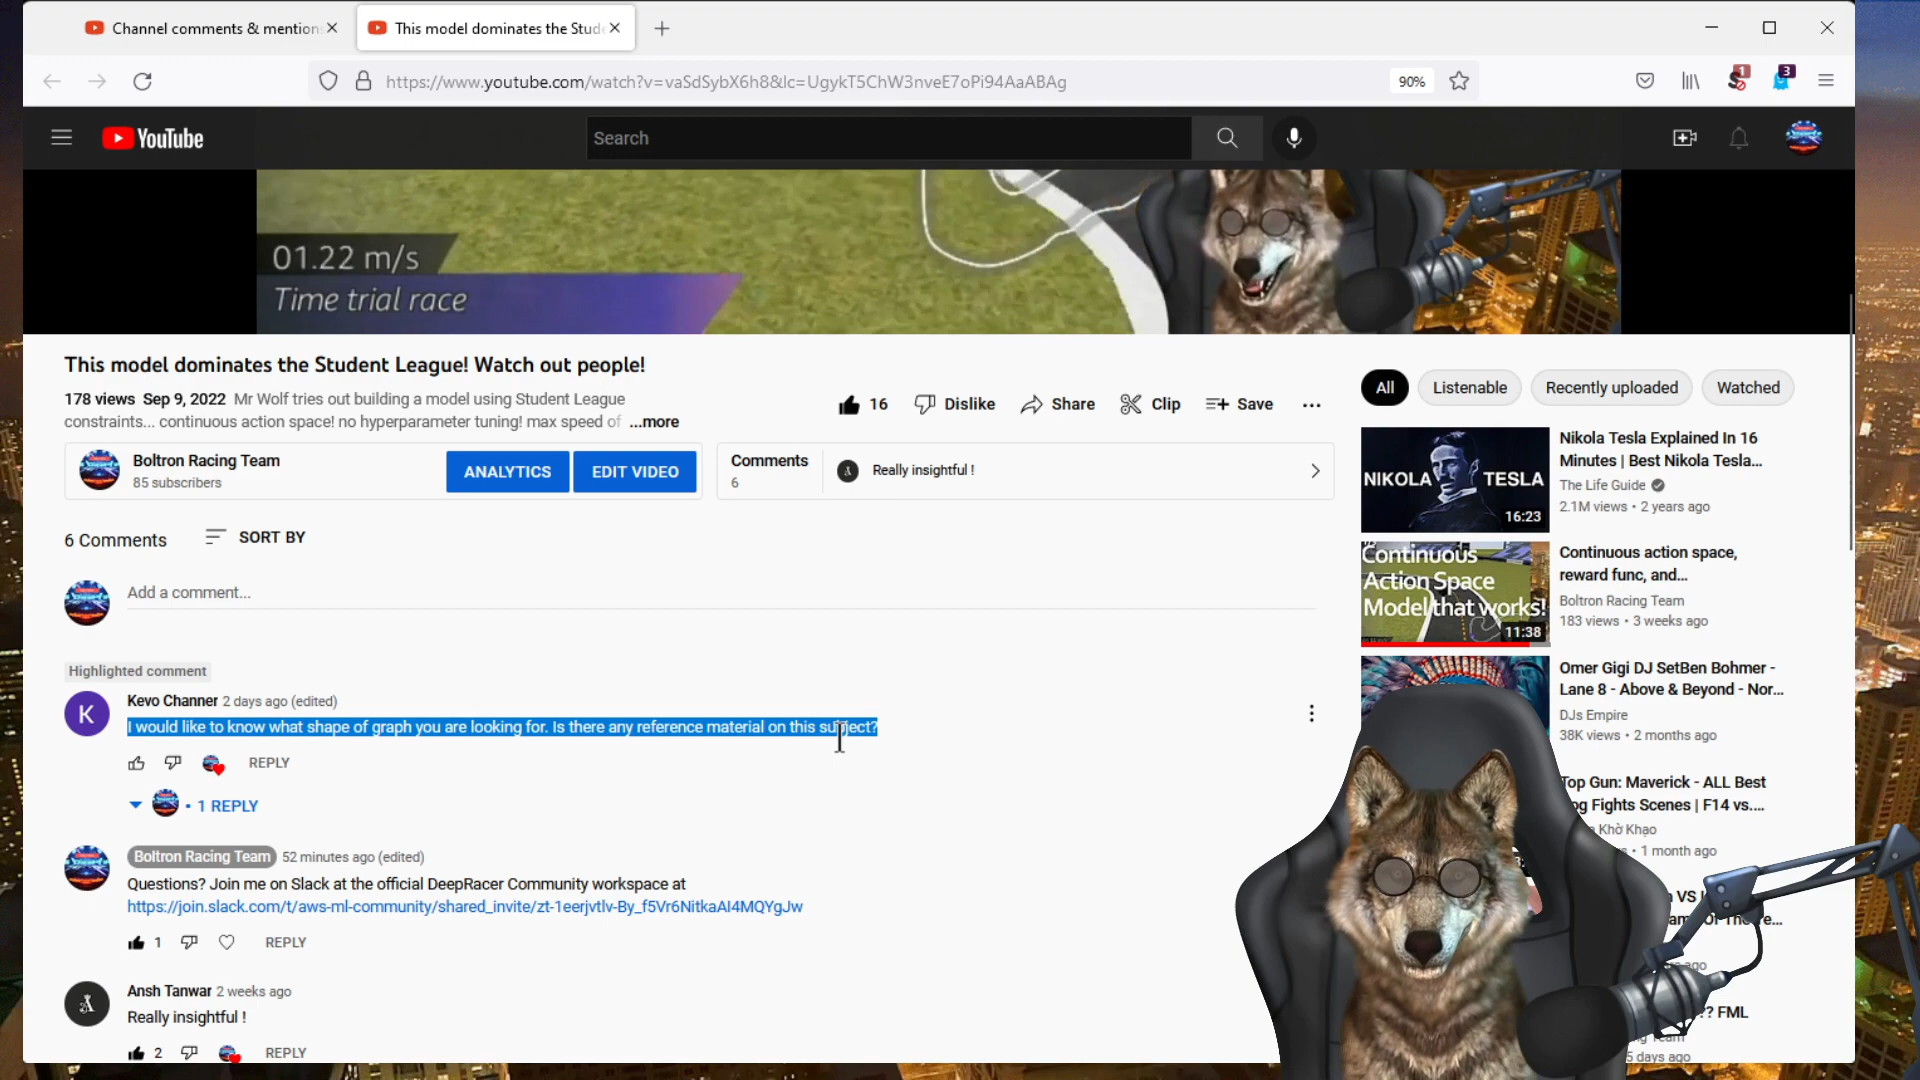 Channel comments & mention
This model dominates the Stud
https://www.youtube.com/watch?v=vaSdSybX6h8&lc=UgykT5ChW3nveE7oPi94AaABAg
90%
1
3
YouTube
Search
01.22 m/s
Time trial race
This model dominates the Student League! Watch out people!
178 views Sep 9, 2022 Mr Wolf tries out building a model using Student League
constraints... continuous action space! no hyperparameter tuning! max speed of ...more
16
Dislike
Share
Clip
Save
Boltron Racing Team
85 subscribers
ANALYTICS
EDIT VIDEO
Comments
6
Really insightful !
6 Comments
SORT BY
Add a comment...
Highlighted comment
K
Kevo Channer 2 days ago (edited)
I would like to know what shape of graph you are looking for. Is there any reference material on this subject?
REPLY
• 1 REPLY
Boltron Racing Team 52 minutes ago (edited)
Questions? Join me on Slack at the official DeepRacer Community workspace at
https://join.slack.com/t/aws-ml-community/shared_invite/zt-1eerjvtlv-By_f5Vr6NitkaAI4MQYgJw
1
REPLY
Ansh Tanwar 2 weeks ago
Really insightful !
2
REPLY
All
Listenable
Recently uploaded
Watched
NIKOLA TESLA
16:23
Nikola Tesla Explained In 16
Minutes | Best Nikola Tesla...
The Life Guide
2.1M views • 2 years ago
Continuous
Action Space
Model that works!
11:38
Continuous action space,
reward func, and...
Boltron Racing Team
183 views • 3 weeks ago
Omer Gigi DJ SetBen Bohmer -
Lane 8 - Above & Beyond - Nor...
DJs Empire
38K views • 2 months ago
Top Gun: Maverick - ALL Best
Fights Scenes | F14 vs....
Khờ Khạo
• 1 month ago
VS
ago
?? FML
5 days ago